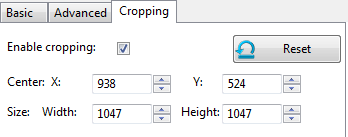 Basic Advanced Cropping
Enable cropping: Reset
Center: X: 938 Y: 524
Size: Width: 1047 Height: 1047